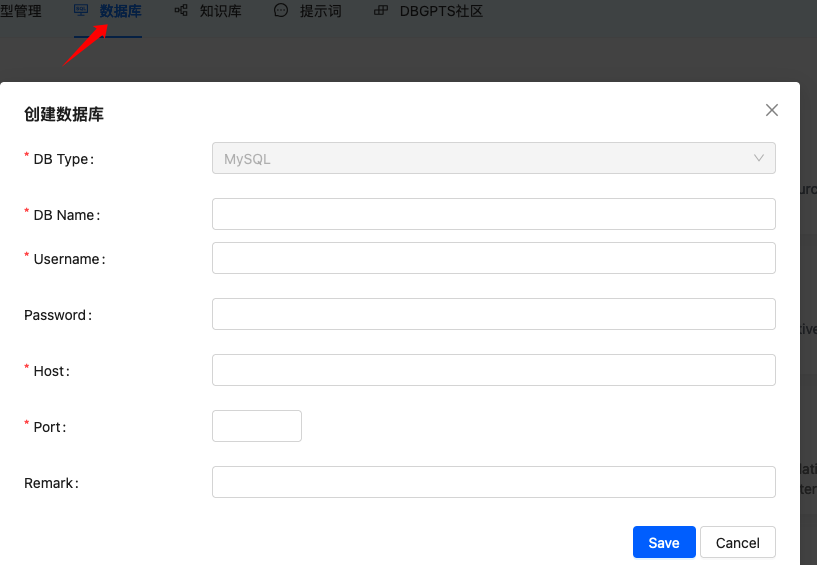 型管理 数据库 知识库 提示词 DBGPTS社区
创建数据库
* DB Type:
MySQL
* DB Name:
* Username:
Password:
* Host:
* Port:
Remark:
Save Cancel